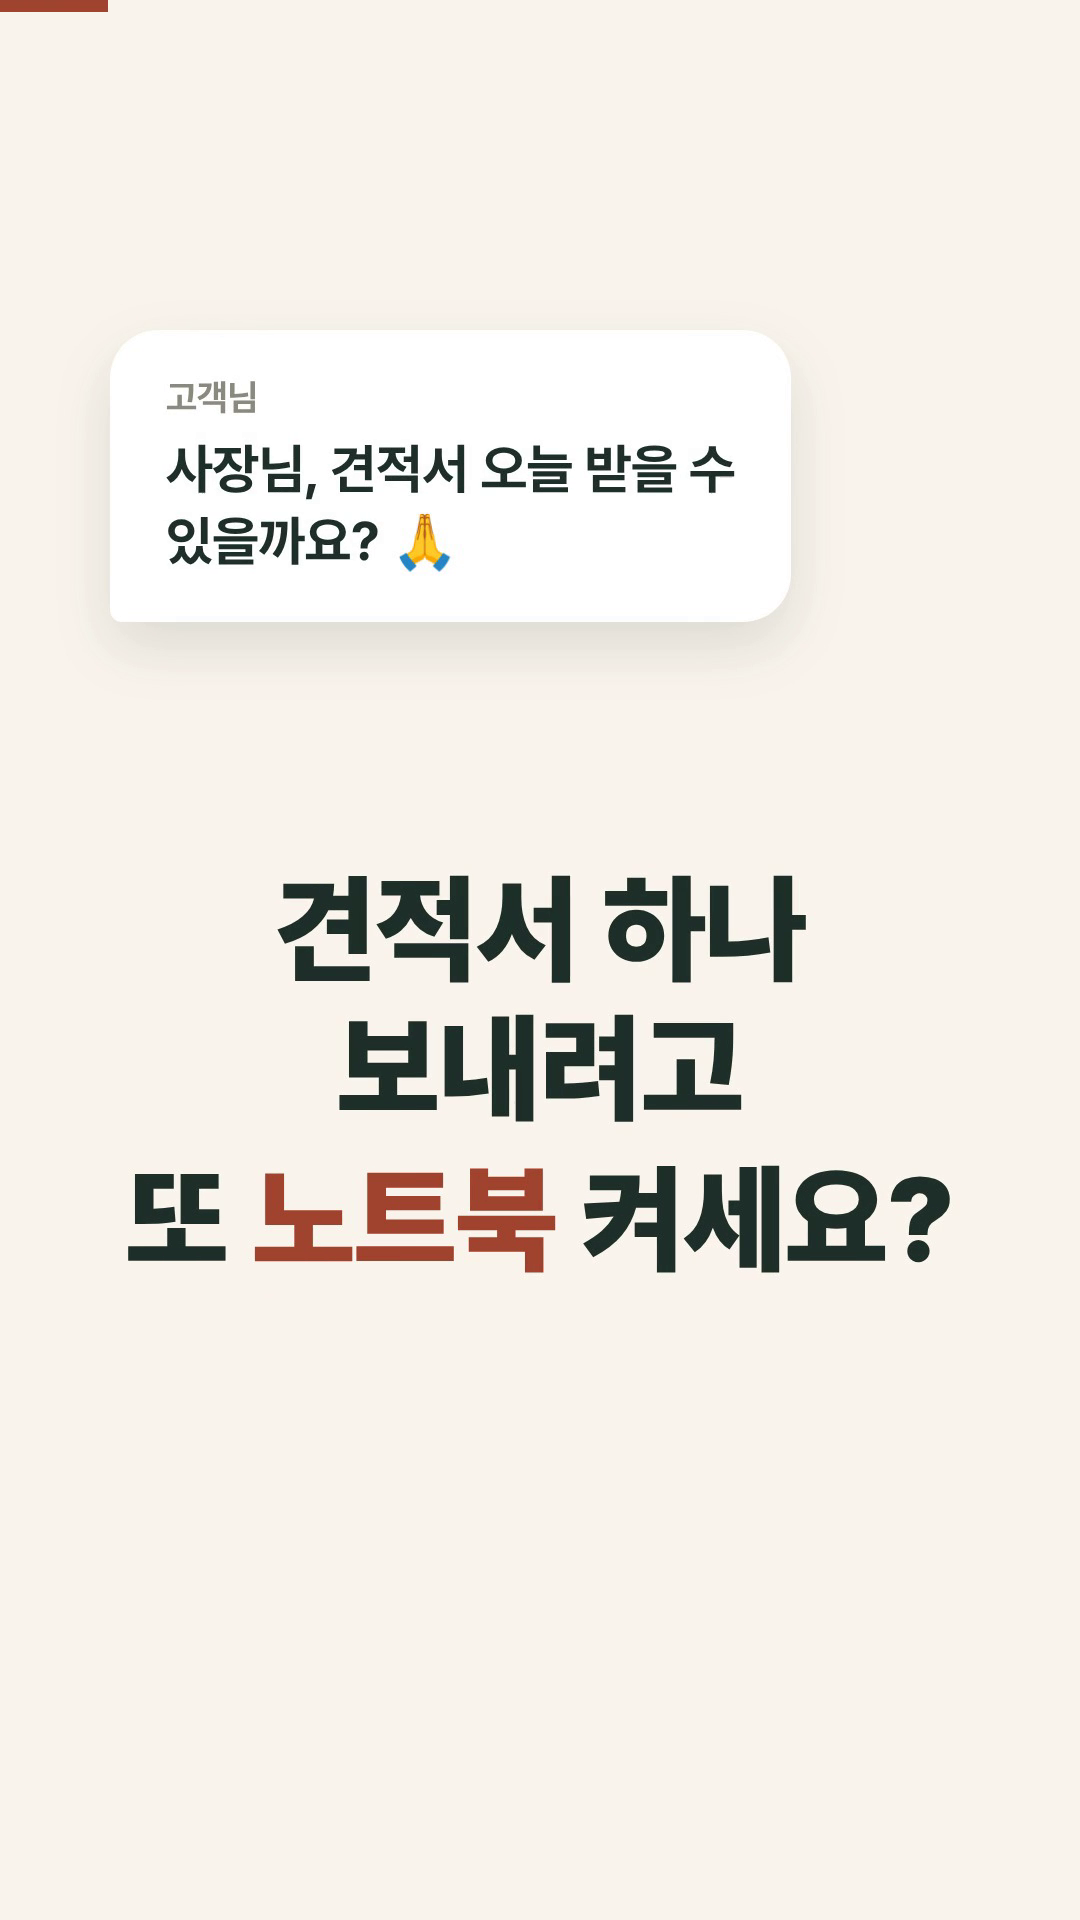 고객님
사장님, 견적서 오늘 받을 수
있을까요? 🙏
견적서 하나
보내려고
또 노트북 켜세요?